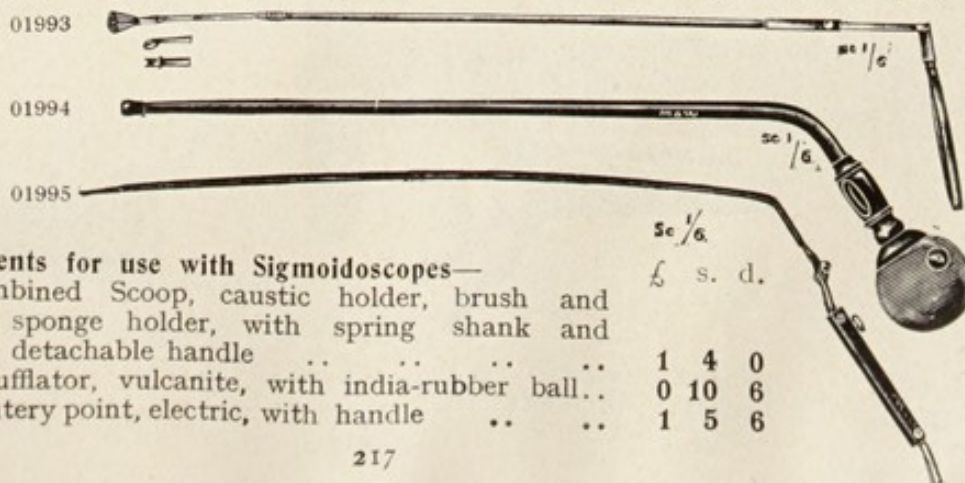 01993
sc 1/6
01994
MAW
sc 1/6
01995
sc 1/6
ents for use with Sigmoidoscopes—
£ s. d.
nbined Scoop, caustic holder, brush and
sponge holder, with spring shank and
detachable handle .. .. .. .. 1 4 0
ufflator, vulcanite, with india-rubber ball.. 0 10 6
tery point, electric, with handle .. .. 1 5 6
217